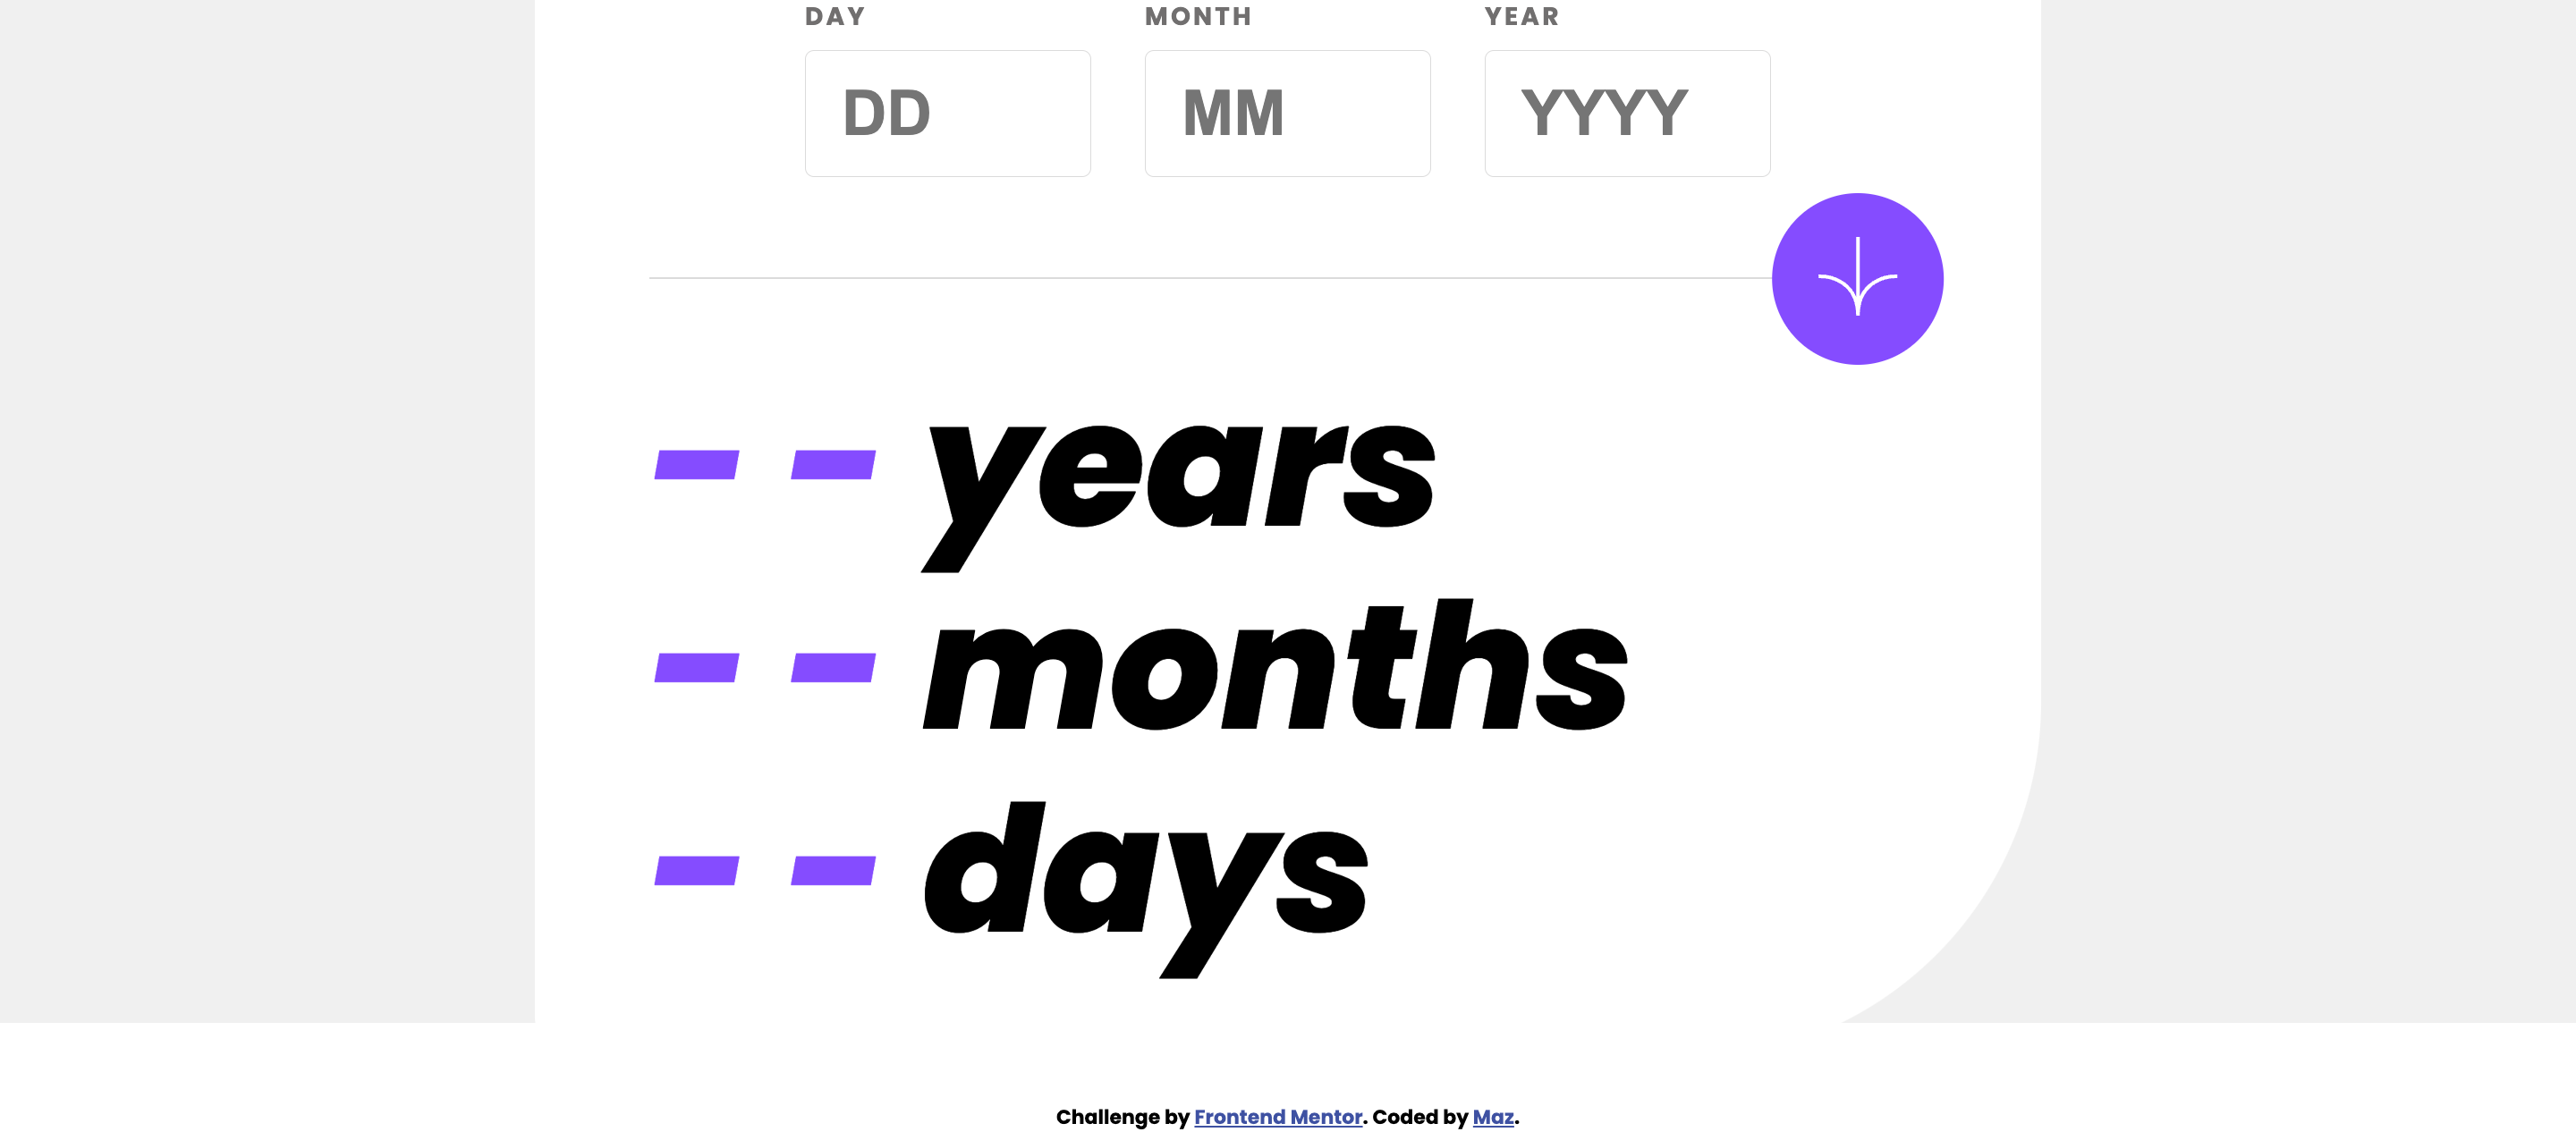 DAY MONTH YEAR
DD MM YYYY
- - years
- - months
- - days
Challenge by Frontend Mentor. Coded by Maz.